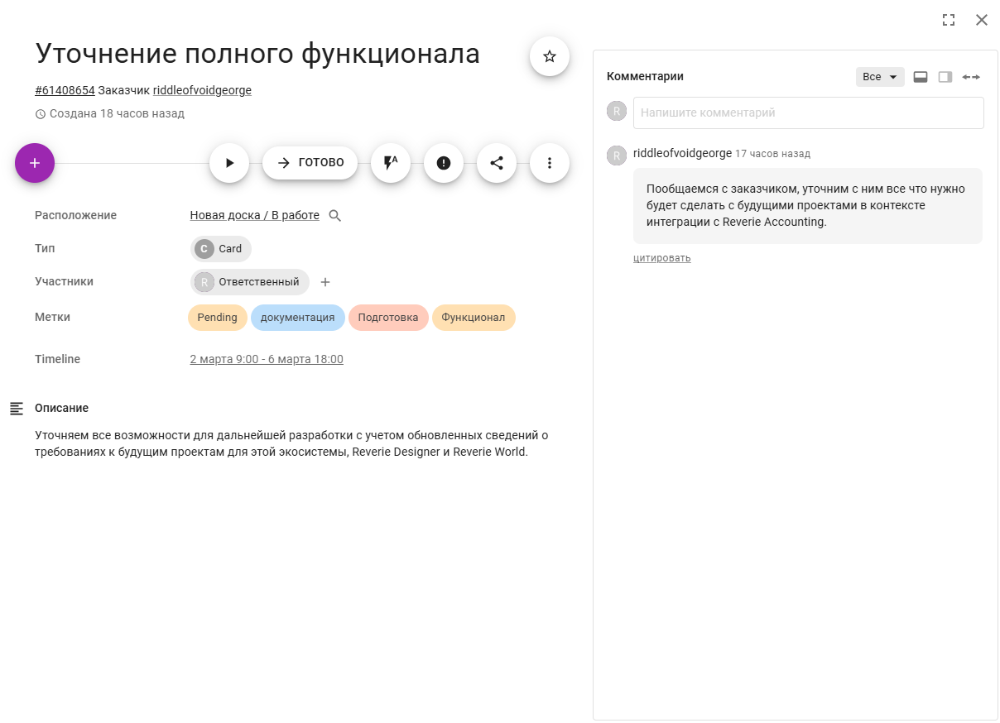 Уточнение полного функционала
#61408654 Заказчик riddleofvoidgeorge
Создана 18 часов назад
ГОТОВО
Расположение Новая доска / В работе
Тип C Card
Участники R Ответственный
Метки Pending документация Подготовка Функционал
Timeline 2 марта 9:00 - 6 марта 18:00
Описание
Уточняем все возможности для дальнейшей разработки с учетом обновленных сведений о
требованиях к будущим проектам для этой экосистемы, Reverie Designer и Reverie World.
Комментарии Все
R Напишите комментарий
R riddleofvoidgeorge 17 часов назад
Пообщаемся с заказчиком, уточним с ним все что нужно
будет сделать с будущими проектами в контексте
интеграции с Reverie Accounting.
цитировать